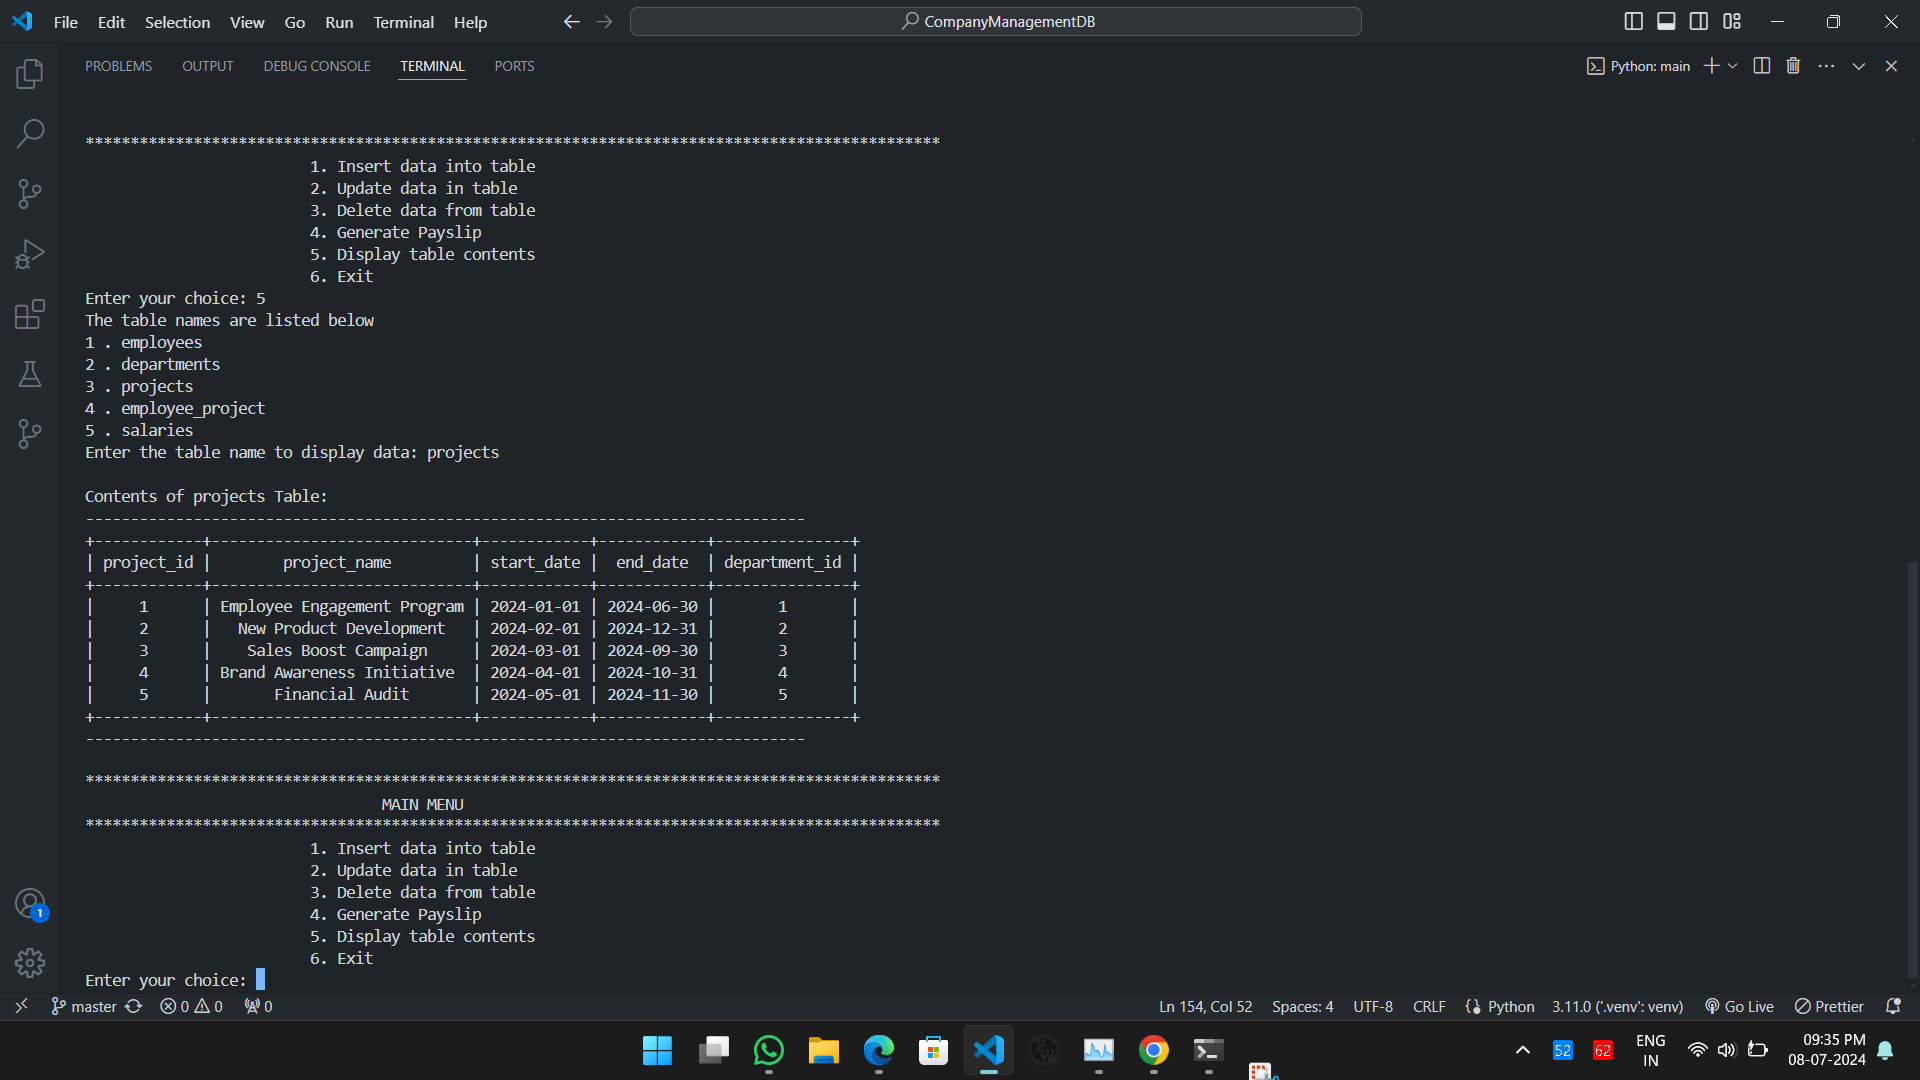 File Edit Selection View Go Run Terminal Help CompanyManagementDB
PROBLEMS OUTPUT DEBUG CONSOLE TERMINAL PORTS Python: main
***********************************************************************************************
1. Insert data into table
2. Update data in table
3. Delete data from table
4. Generate Payslip
5. Display table contents
6. Exit
Enter your choice: 5
The table names are listed below
1 . employees
2 . departments
3 . projects
4 . employee_project
5 . salaries
Enter the table name to display data: projects
Contents of projects Table:
--------------------------------------------------------------------------------
+------------+-----------------------------+------------+------------+---------------+
| project_id |        project_name         | start_date |  end_date  | department_id |
+------------+-----------------------------+------------+------------+---------------+
|     1      | Employee Engagement Program | 2024-01-01 | 2024-06-30 |       1       |
|     2      |   New Product Development   | 2024-02-01 | 2024-12-31 |       2       |
|     3      |    Sales Boost Campaign     | 2024-03-01 | 2024-09-30 |       3       |
|     4      | Brand Awareness Initiative  | 2024-04-01 | 2024-10-31 |       4       |
|     5      |       Financial Audit       | 2024-05-01 | 2024-11-30 |       5       |
+------------+-----------------------------+------------+------------+---------------+
--------------------------------------------------------------------------------
***********************************************************************************************
MAIN MENU
***********************************************************************************************
1. Insert data into table
2. Update data in table
3. Delete data from table
4. Generate Payslip
5. Display table contents
6. Exit
Enter your choice:
1
master 0 0 0 Ln 154, Col 52 Spaces: 4 UTF-8 CRLF Python 3.11.0 ('.venv': venv) Go Live Prettier
52 62 ENG IN 09:35 PM
08-07-2024